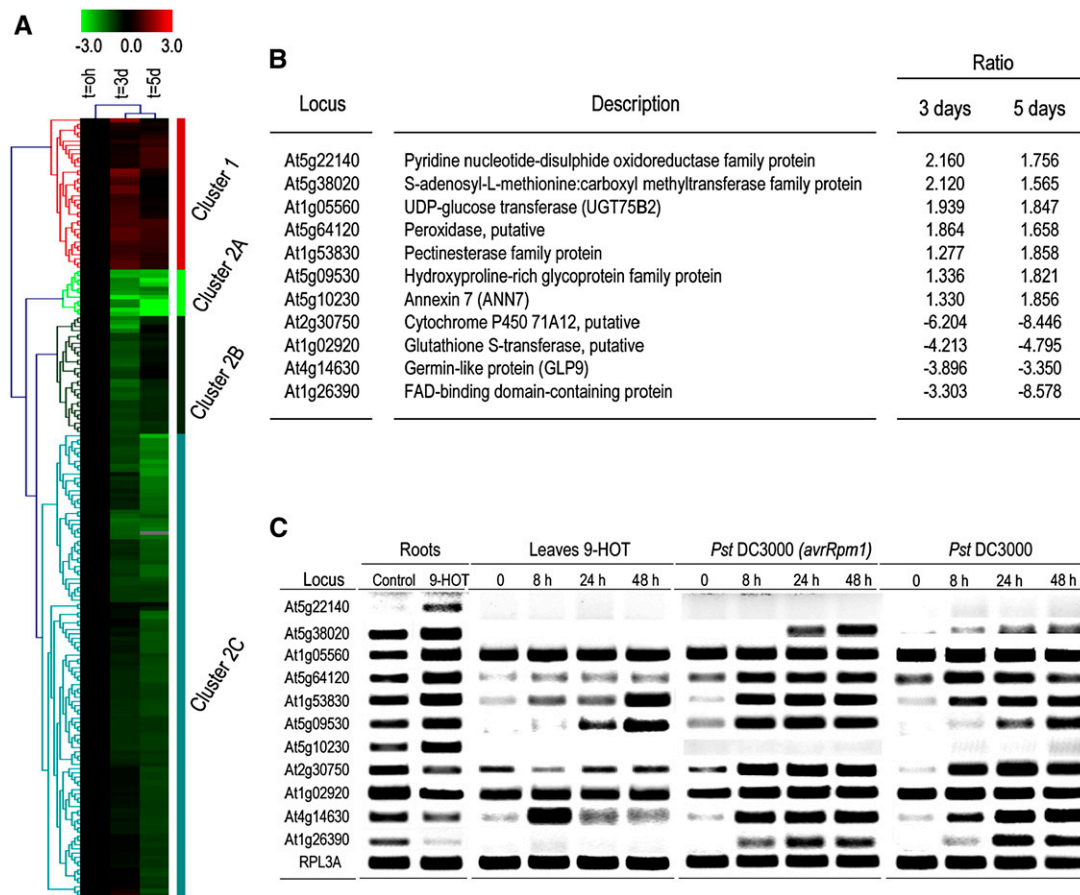 A
-3.0 0.0 3.0
t=oh t=3d t=5d
Cluster 1
Cluster 2A
Cluster 2B
Cluster 2C
B
Ratio
Locus Description 3 days 5 days
At5g22140 Pyridine nucleotide-disulphide oxidoreductase family protein 2.160 1.756
At5g38020 S-adenosyl-L-methionine:carboxyl methyltransferase family protein 2.120 1.565
At1g05560 UDP-glucose transferase (UGT75B2) 1.939 1.847
At5g64120 Peroxidase, putative 1.864 1.658
At1g53830 Pectinesterase family protein 1.277 1.858
At5g09530 Hydroxyproline-rich glycoprotein family protein 1.336 1.821
At5g10230 Annexin 7 (ANN7) 1.330 1.856
At2g30750 Cytochrome P450 71A12, putative -6.204 -8.446
At1g02920 Glutathione S-transferase, putative -4.213 -4.795
At4g14630 Germin-like protein (GLP9) -3.896 -3.350
At1g26390 FAD-binding domain-containing protein -3.303 -8.578
C
Roots Leaves 9-HOT Pst DC3000 (avrRpm1) Pst DC3000
Locus Control 9-HOT 0 8 h 24 h 48 h 0 8 h 24 h 48 h 0 8 h 24 h 48 h
At5g22140
At5g38020
At1g05560
At5g64120
At1g53830
At5g09530
At5g10230
At2g30750
At1g02920
At4g14630
At1g26390
RPL3A